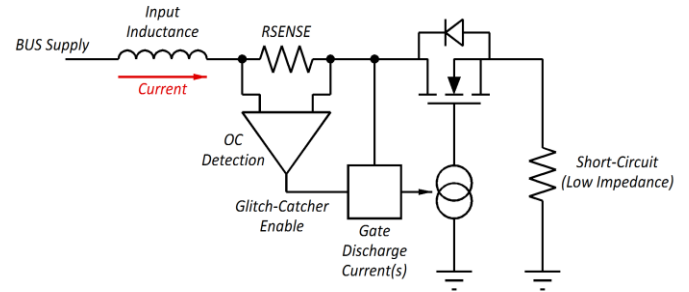 Input
Inductance
RSENSE
BUS Supply
Current
OC
Detection
Short-Circuit
(Low Impedance)
Glitch-Catcher
Enable
Gate
Discharge
Current(s)